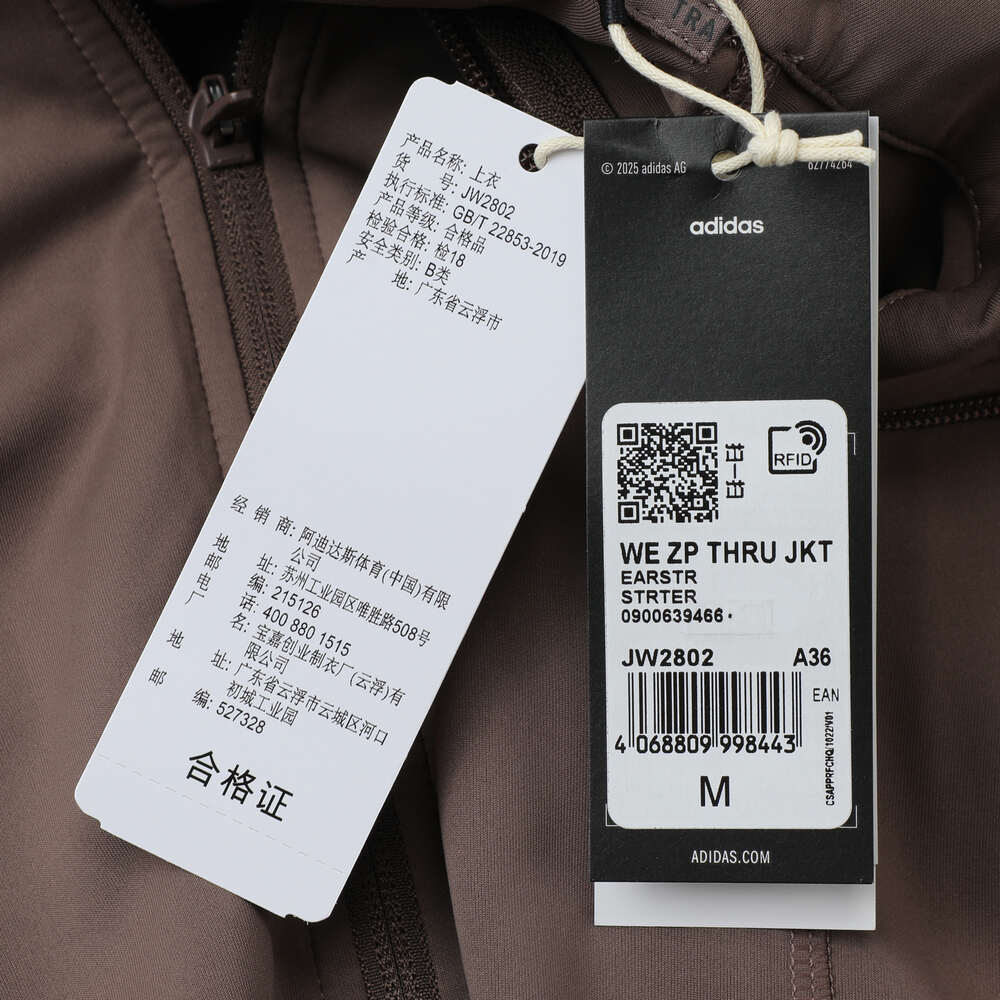 TRA
产品名称: 上衣
货 号: JW2802
执行标准: GB/T 22853-2019
产品等级: 合格品
检验合格: 检18
安全类别: B类
产 地: 广东省云浮市
经 销 商: 阿迪达斯体育(中国)有限
公司
地 址: 苏州工业园区唯胜路508号
邮 编: 215126
电 话: 400 880 1515
厂 名: 宝嘉创业制衣厂(云浮)有
限公司
地 址: 广东省云浮市云城区河口
初城工业园
邮 编: 527328
合格证
© 2025 adidas AG
62774264
adidas
RFID
WE ZP THRU JKT
EARSTR
STRTER
0900639466
JW2802 A36
EAN
4 068809 998443
CSAPPRFCHQ/1022/V01
M
ADIDAS.COM